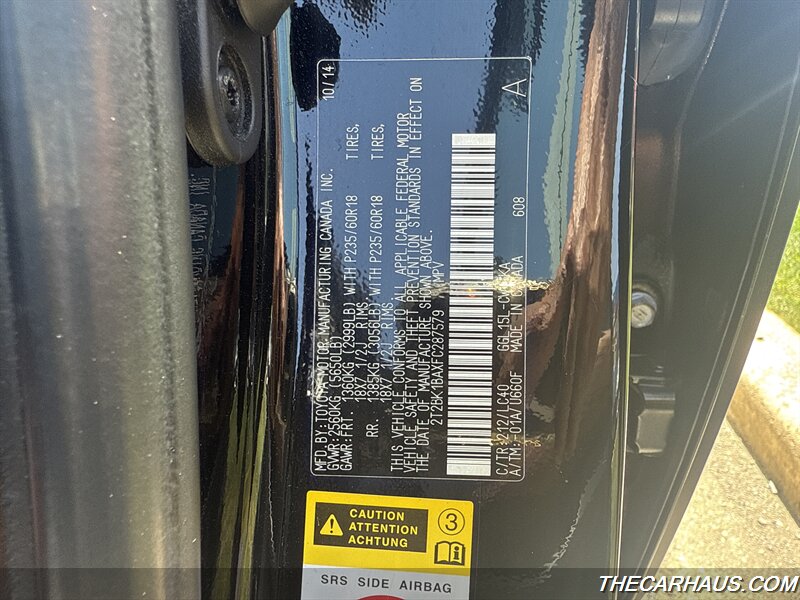 MFD.BY:TOYOTA MOTOR MANUFACTURING CANADA INC. 10/14
GVWR:2560KG (5650LB)
GAWR:FRT. 1360KG (2999LB) WITH P235/60R18 TIRES,
18X7 1/2J RIMS
RR. 1385KG (3056LB) WITH P235/60R18 TIRES,
18X7 1/2J RIMS.
THIS VEHICLE CONFORMS TO ALL APPLICABLE FEDERAL MOTOR
VEHICLE SAFETY AND THEFT PREVENTION STANDARDS IN EFFECT ON
THE DATE OF MANUFACTURE SHOWN ABOVE.
2T2BK1BAXFC287579 MPV
C/TR:212/LC40
A/TM:-01A/U660F MADE IN CANADA 608
A
CAUTION
ATTENTION
ACHTUNG
3
SRS SIDE AIRBAG
THECARHAUS.COM